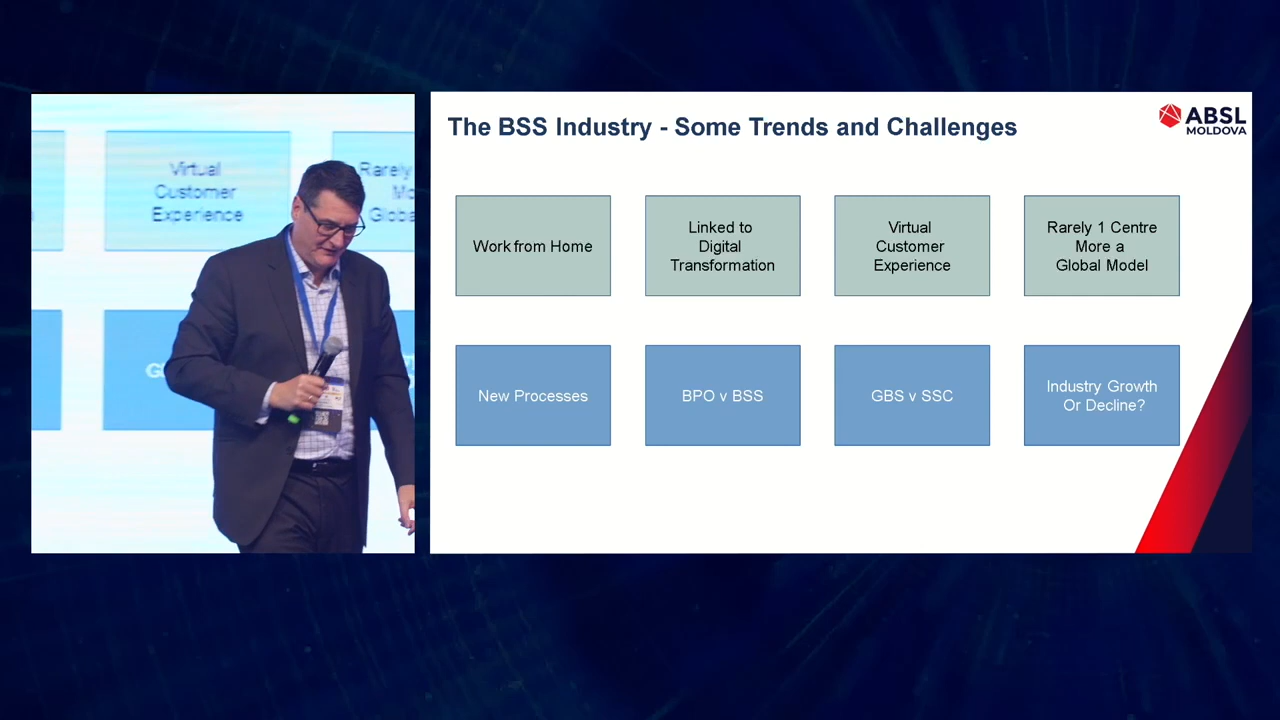 Virtual
Customer
Experience
Rarely
The BSS Industry - Some Trends and Challenges
ABSL
MOLDOVA
Work from Home
Linked to
Digital
Transformation
Virtual
Customer
Experience
Rarely 1 Centre
More a
Global Model
New Processes
BPO v BSS
GBS v SSC
Industry Growth
Or Decline?